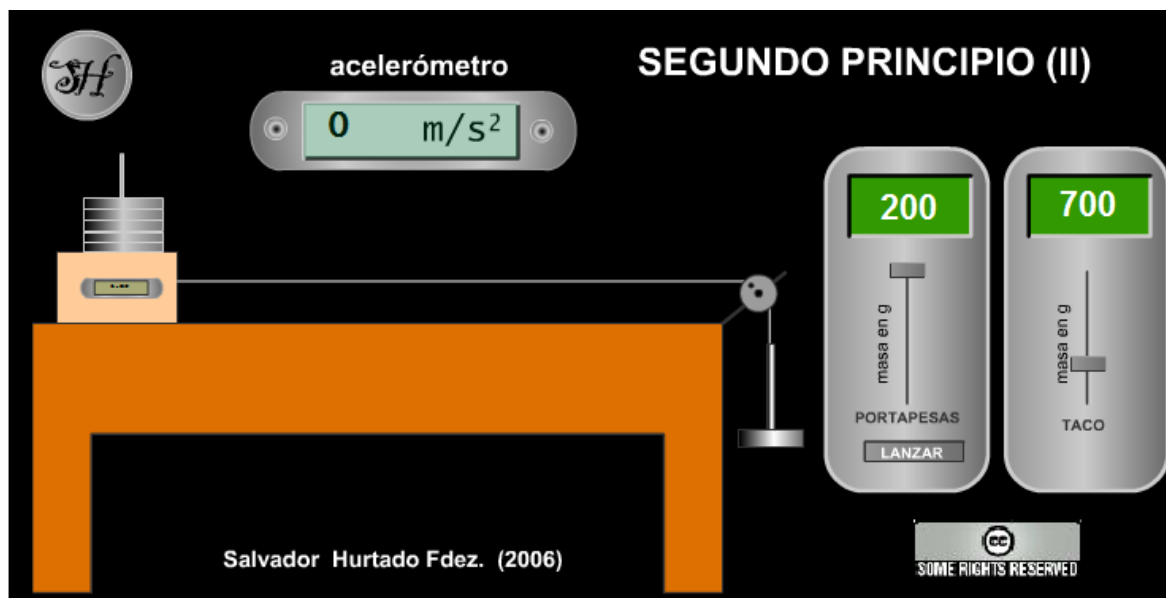 SH
acelerómetro
SEGUNDO PRINCIPIO (II)
0 m/s²
200
700
masa en g
masa en g
PORTAPESAS
TACO
LANZAR
Salvador Hurtado Fdez. (2006)
cc
SOME RIGHTS RESERVED